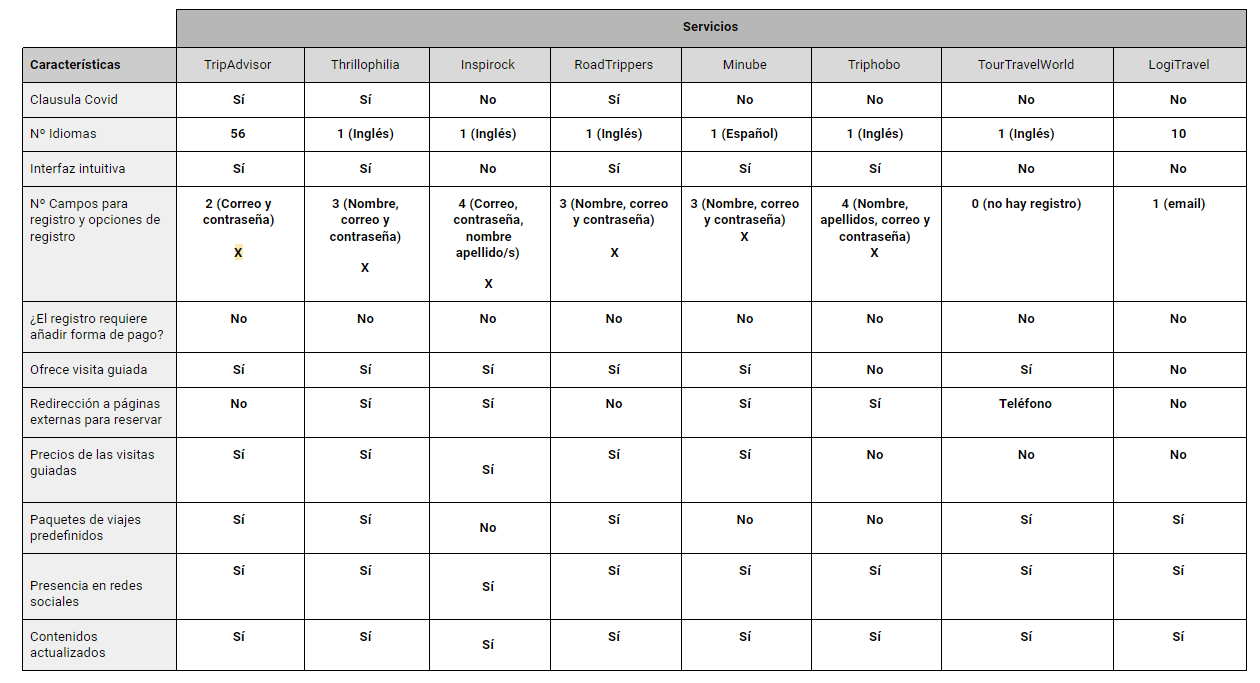 Servicios
Características TripAdvisor Thrillophilia Inspirock RoadTrippers Minube Triphobo TourTravelWorld LogiTravel
Clausula Covid Sí Sí No Sí No No No No
Nº Idiomas 56 1 (Inglés) 1 (Inglés) 1 (Inglés) 1 (Español) 1 (Inglés) 1 (Inglés) 10
Interfaz intuitiva Sí Sí No Sí Sí Sí No No
Nº Campos para registro y opciones de registro 2 (Correo y contraseña) X 3 (Nombre, correo y contraseña) X 4 (Correo, contraseña, nombre apellido/s) X 3 (Nombre, correo y contraseña) X 3 (Nombre, correo y contraseña) X 4 (Nombre, apellidos, correo y contraseña) X 0 (no hay registro) 1 (email)
¿El registro requiere añadir forma de pago? No No No No No No No No
Ofrece visita guiada Sí Sí Sí Sí Sí No Sí No
Redirección a páginas externas para reservar No Sí Sí No Sí Sí Teléfono No
Precios de las visitas guiadas Sí Sí Sí Sí Sí No No No
Paquetes de viajes predefinidos Sí Sí No Sí No No Sí Sí
Presencia en redes sociales Sí Sí Sí Sí Sí Sí Sí Sí
Contenidos actualizados Sí Sí Sí Sí Sí Sí Sí Sí